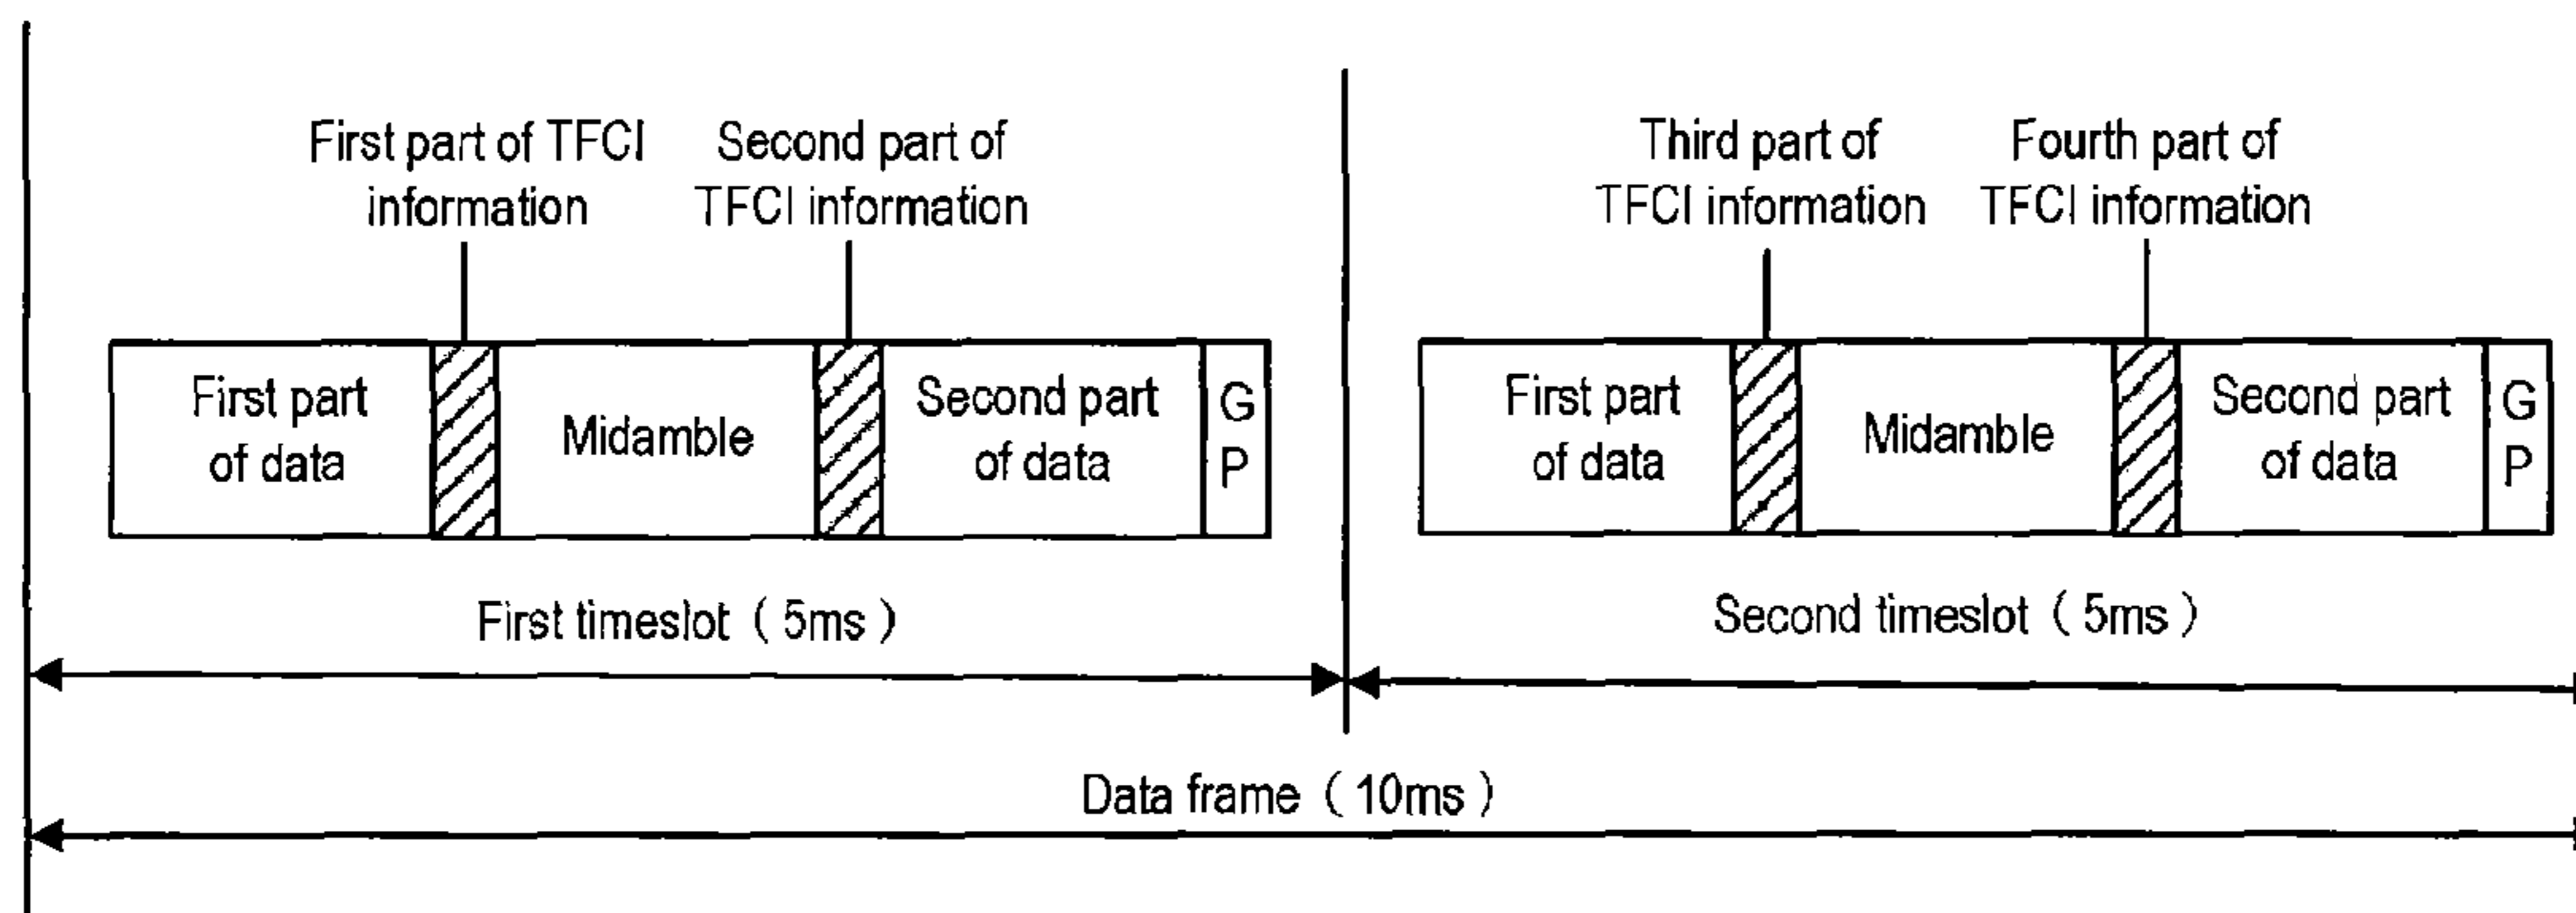 First part of TFCI
information
Second part of
TFCI information
Third part of
TFCI information
Fourth part of
TFCI information
First part
of data
Midamble
Second part
of data
G
P
First part
of data
Midamble
Second part
of data
G
P
First timeslot ( 5ms )
Second timeslot ( 5ms )
Data frame ( 10ms )